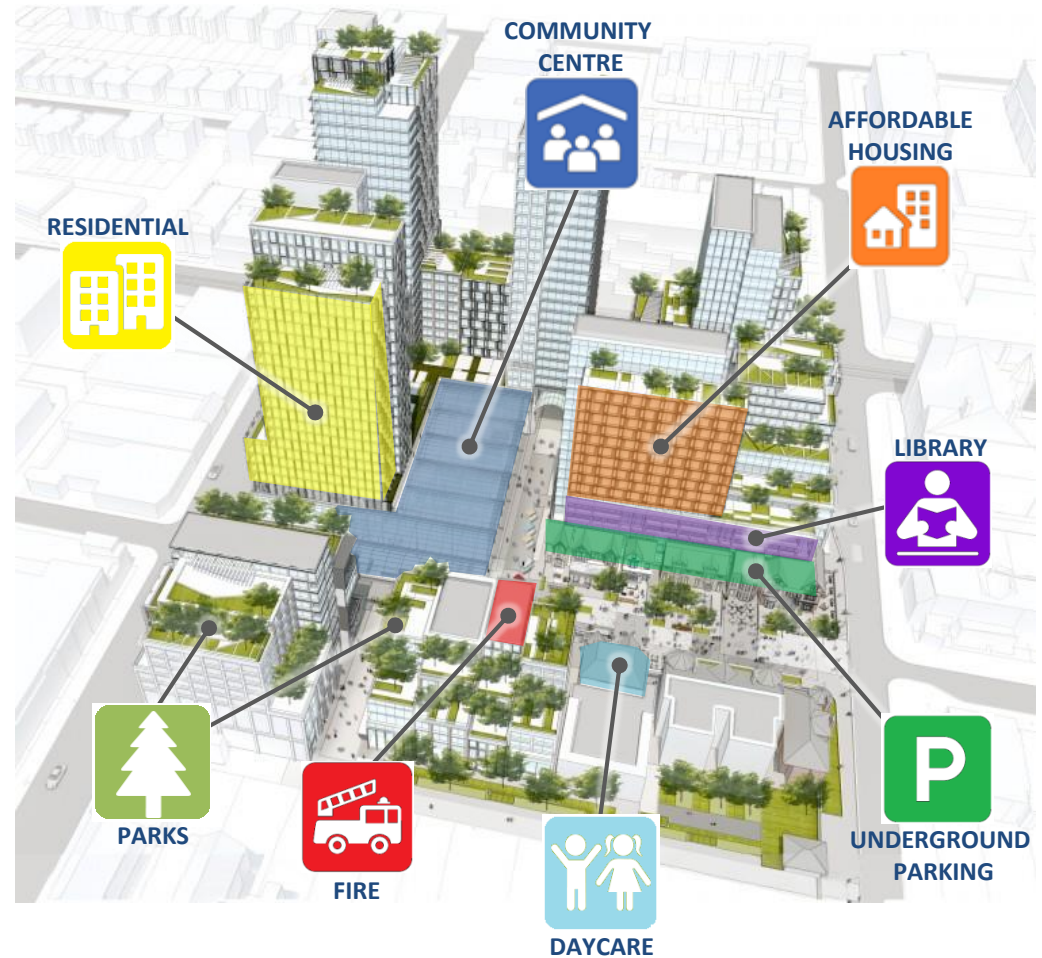 COMMUNITY
CENTRE
AFFORDABLE
HOUSING
RESIDENTIAL
LIBRARY
P
PARKS
UNDERGROUND
PARKING
FIRE
DAYCARE